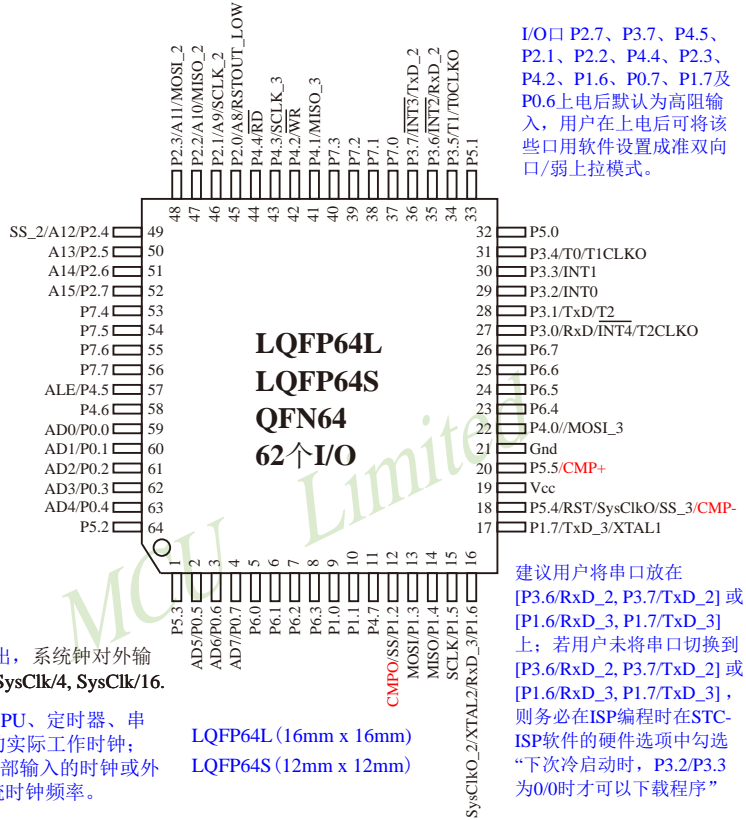 I/O口 P2.7、P3.7、P4.5、
P2.1、P2.2、P4.4、P2.3、
P4.2、P1.6、P0.7、P1.7及
P0.6上电后默认为高阻输
入，用户在上电后可将该
些口用软件设置成准双向
口/弱上拉模式。
P2.3/A11/MOSI_2
P2.2/A10/MISO_2
P2.1/A9/SCLK_2
P2.0/A8/RSTOUT_LOW
P4.4/RD
P4.3/SCLK_3
P4.2/WR
P4.1/MISO_3
P7.3
P7.2
P7.1
P7.0
P3.7/INT3/TxD_2
P3.6/INT2/RxD_2
P3.5/T1/T0CLKO
P5.1
48
47
46
45
44
43
42
41
40
39
38
37
36
35
34
33
SS_2/A12/P2.4 49
A13/P2.5 50
A14/P2.6 51
A15/P2.7 52
P7.4 53
P7.5 54
P7.6 55
P7.7 56
ALE/P4.5 57
P4.6 58
AD0/P0.0 59
AD1/P0.1 60
AD2/P0.2 61
AD3/P0.3 62
AD4/P0.4 63
P5.2 64
LQFP64L
LQFP64S
QFN64
62个I/O
32 P5.0
31 P3.4/T0/T1CLKO
30 P3.3/INT1
29 P3.2/INT0
28 P3.1/TxD/T2
27 P3.0/RxD/INT4/T2CLKO
26 P6.7
25 P6.6
24 P6.5
23 P6.4
22 P4.0//MOSI_3
21 Gnd
20 P5.5/CMP+
19 Vcc
18 P5.4/RST/SysClkO/SS_3/CMP-
17 P1.7/TxD_3/XTAL1
1
2
3
4
5
6
7
8
9
10
11
12
13
14
15
16
P5.3
AD5/P0.5
AD6/P0.6
AD7/P0.7
P6.0
P6.1
P6.2
P6.3
P1.0
P1.1
P4.7
CMPO/SS/P1.2
MOSI/P1.3
MISO/P1.4
SCLK/P1.5
SysClkO_2/XTAL2/RxD_3/P1.6
MCU Limited
出，系统钟对外输
SysClk/4, SysClk/16.
PU、定时器、串
的实际工作时钟；
部输入的时钟或外
统时钟频率。
LQFP64L（16mm x 16mm）
LQFP64S（12mm x 12mm）
建议用户将串口放在
[P3.6/RxD_2, P3.7/TxD_2] 或
[P1.6/RxD_3, P1.7/TxD_3]
上；若用户未将串口切换到
[P3.6/RxD_2, P3.7/TxD_2] 或
[P1.6/RxD_3, P1.7/TxD_3]，
则务必在ISP编程时在STC-
ISP软件的硬件选项中勾选
“下次冷启动时，P3.2/P3.3
为0/0时才可以下载程序”